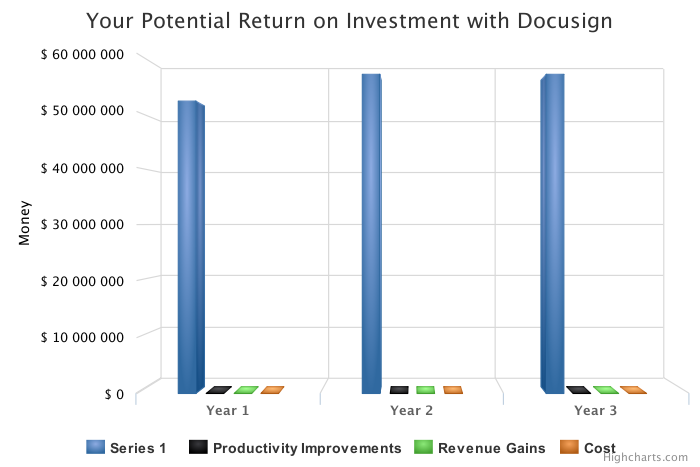 Your Potential Return on Investment with Docusign
$ 60 000 000
$ 50 000 000
$ 40 000 000
$ 30 000 000
$ 20 000 000
$ 10 000 000
$ 0
Money
Year 1
Year 2
Year 3
Series 1
Productivity Improvements
Revenue Gains
Cost
Highcharts.com